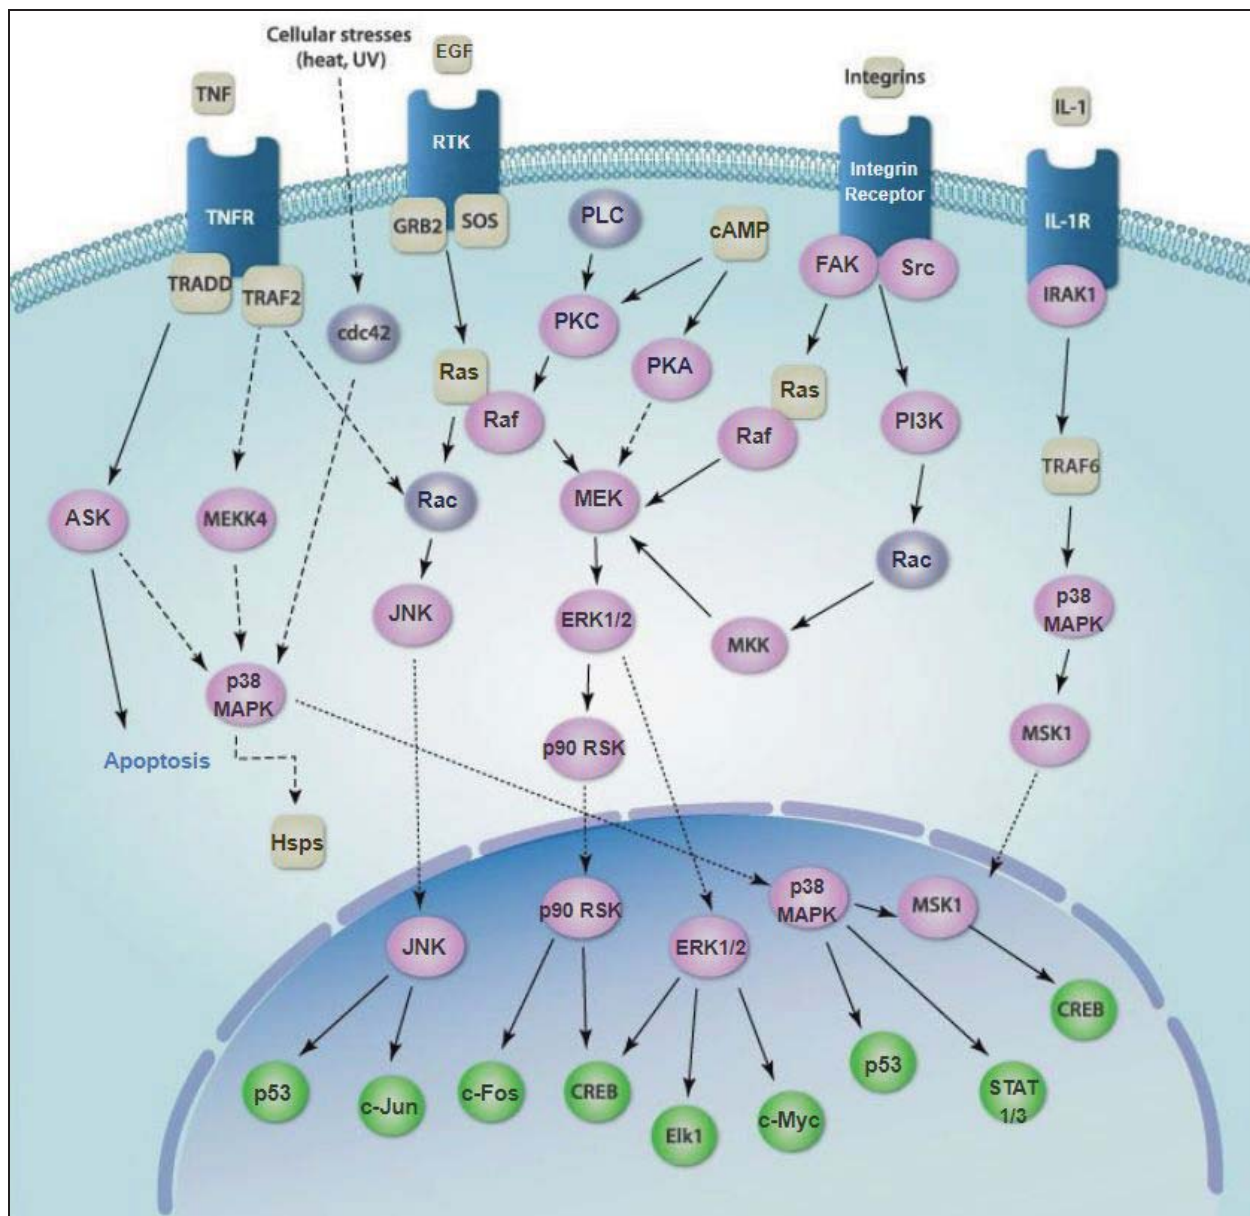 Cellular stresses
(heat, UV)
EGF
TNF
Integrins
IL-1
RTK
Integrin
Receptor
TNFR
GRB2
SOS
PLC
cAMP
IL-1R
TRADD
TRAF2
FAK
Src
IRAK1
cdc42
PKC
PKA
Ras
Raf
Ras
Raf
PI3K
TRAF6
ASK
MEKK4
Rac
MEK
Rac
JNK
ERK1/2
MKK
p38
MAPK
p38
MAPK
p90 RSK
MSK1
Apoptosis
Hsps
p90 RSK
p38
MAPK
MSK1
JNK
ERK1/2
CREB
p53
c-Jun
c-Fos
CREB
Elk1
c-Myc
p53
STAT
1/3